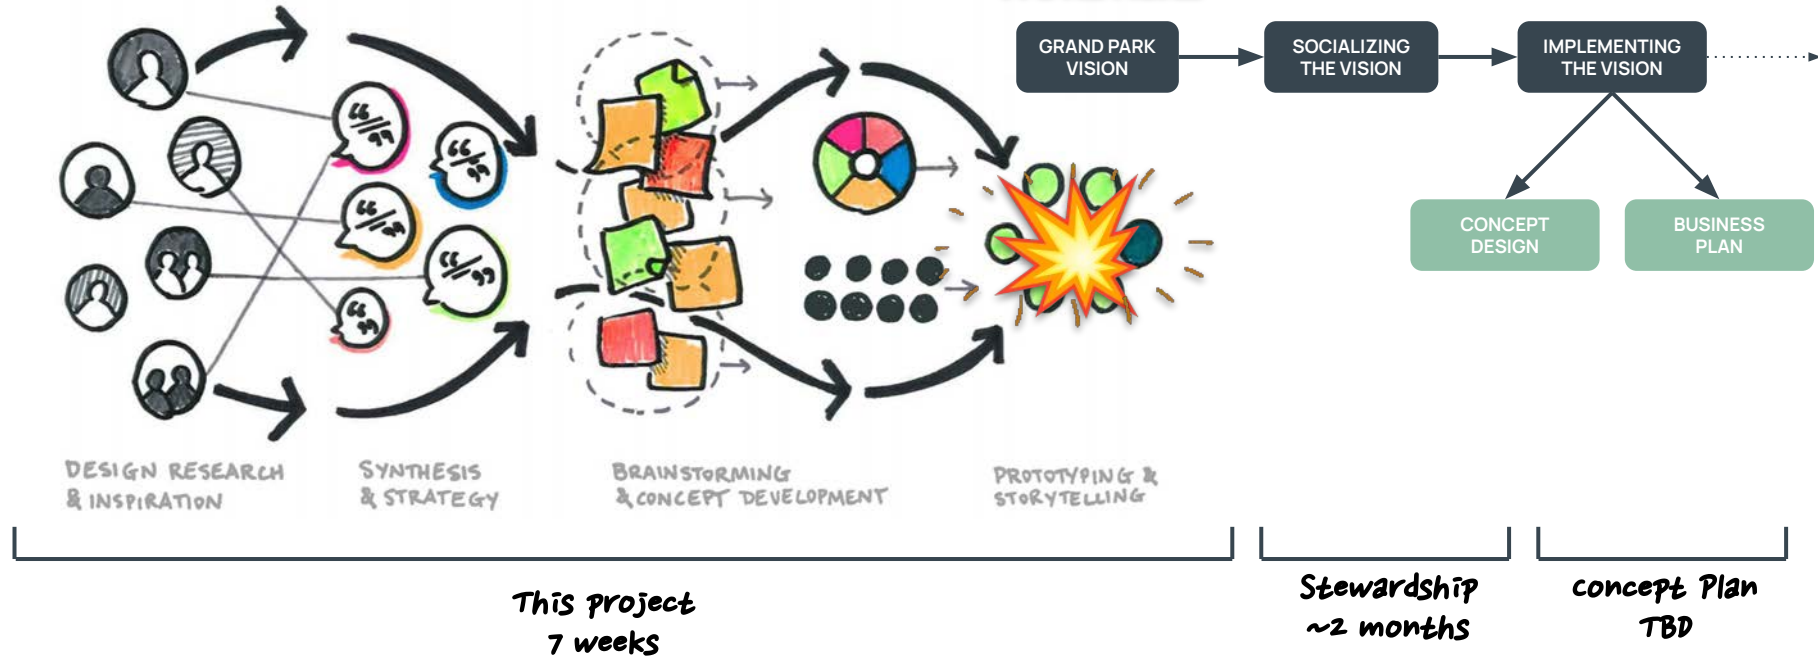 GRAND PARK
VISION
SOCIALIZING
THE VISION
IMPLEMENTING
THE VISION
CONCEPT
DESIGN
BUSINESS
PLAN
DESIGN RESEARCH
& INSPIRATION
SYNTHESIS
& STRATEGY
BRAINSTORMING
& CONCEPT DEVELOPMENT
PROTOTYPING &
STORYTELLING
This project
7 weeks
Stewardship
~2 months
concept Plan
TBD